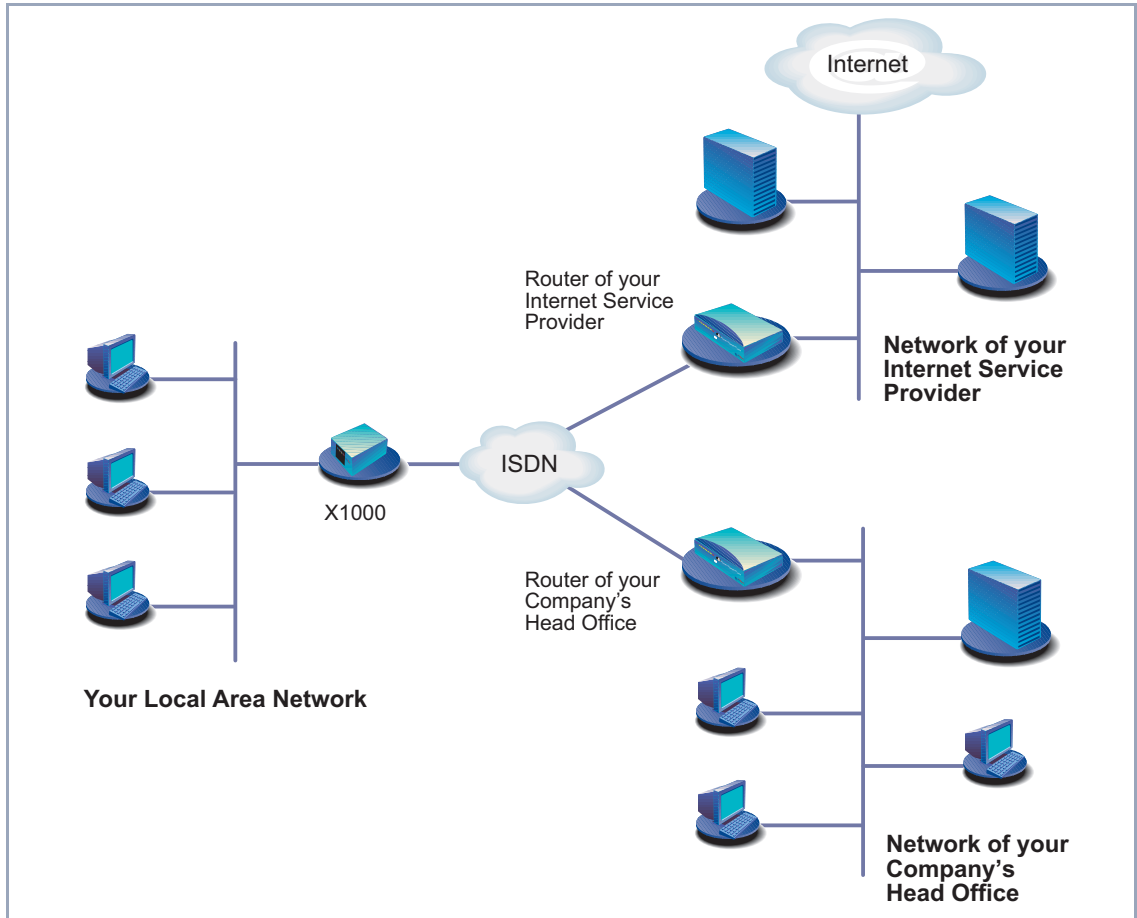 Internet
Router of your
Internet Service
Provider
Network of your
Internet Service
Provider
ISDN
X1000
Router of your
Company's
Head Office
Your Local Area Network
Network of your
Company's
Head Office